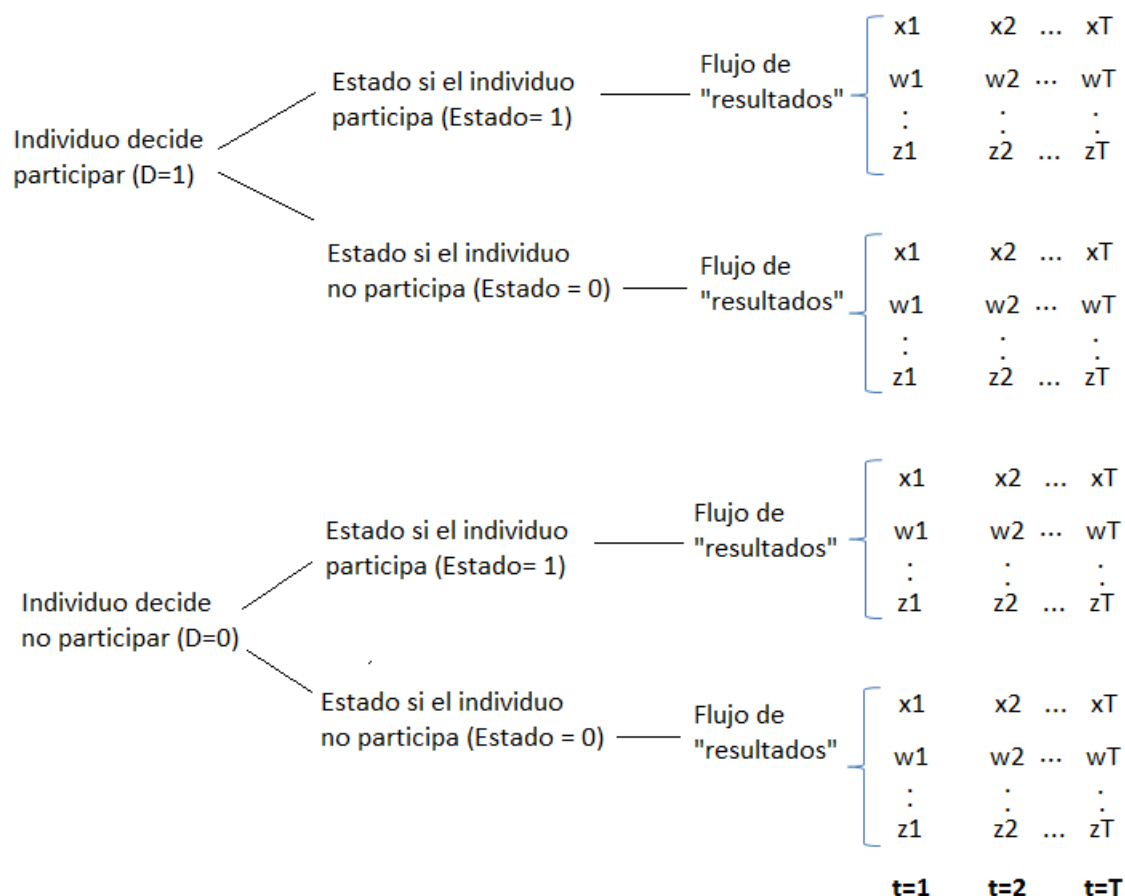 x1 x2 ... xT
Estado si el individuo
participa (Estado= 1)
Flujo de
"resultados"
w1 w2 ... wT
: : :
z1 z2 ... zT
Individuo decide
participar (D=1)
Estado si el individuo
no participa (Estado = 0)
Flujo de
"resultados"
x1 x2 ... xT
w1 w2 ... wT
: : :
z1 z2 ... zT
Individuo decide
no participar (D=0)
Estado si el individuo
participa (Estado= 1)
Flujo de
"resultados"
x1 x2 ... xT
w1 w2 ... wT
: : :
z1 z2 ... zT
Estado si el individuo
no participa (Estado = 0)
Flujo de
"resultados"
x1 x2 ... xT
w1 w2 ... wT
: : :
z1 z2 ... zT
t=1 t=2 t=T